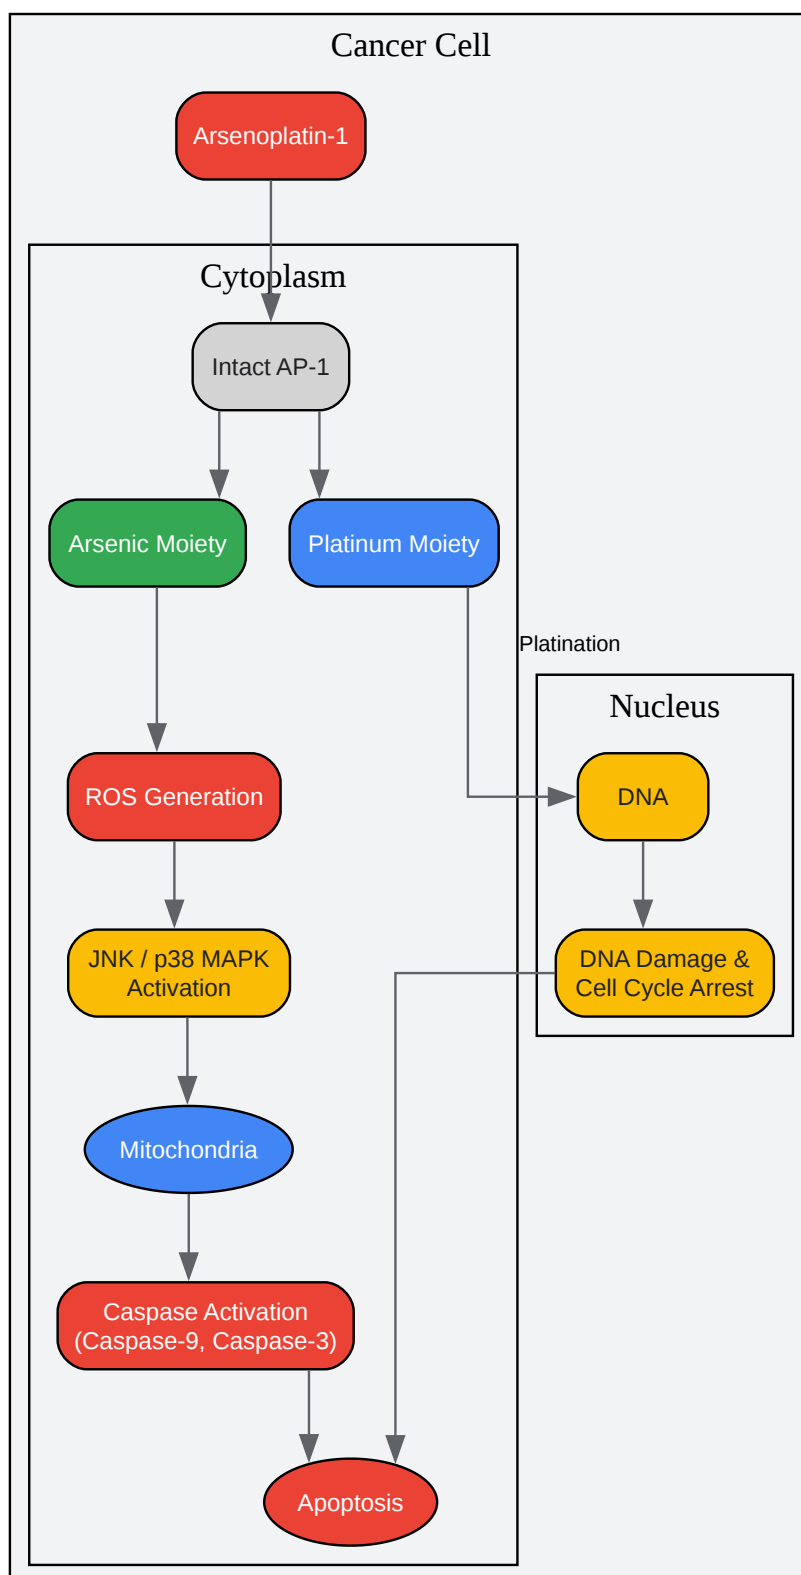 Cancer Cell
Arsenoplatin-1
Cytoplasm
Intact AP-1
Arsenic Moiety
Platinum Moiety
Platination
Nucleus
ROS Generation
DNA
JNK / p38 MAPK
Activation
DNA Damage &
Cell Cycle Arrest
Mitochondria
Caspase Activation
(Caspase-9, Caspase-3)
Apoptosis